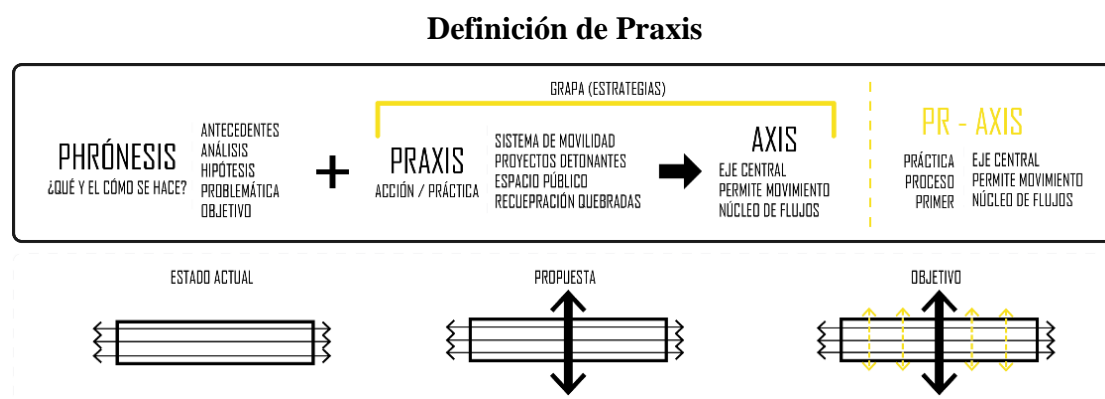 Definición de Praxis
GRAPA (ESTRATEGIAS)
PHRÓNESIS
¿QUÉ Y EL CÓMO SE HACE?
ANTECEDENTES
ANÁLISIS
HIPÓTESIS
PROBLEMÁTICA
OBJETIVO
+
PRAXIS
ACCIÓN / PRÁCTICA
SISTEMA DE MOVILIDAD
PROYECTOS DETONANTES
ESPACIO PÚBLICO
RECUEPRACIÓN QUEBRADAS
AXIS
EJE CENTRAL
PERMITE MOVIMIENTO
NÚCLEO DE FLUJOS
PR - AXIS
PRÁCTICA
PROCESO
PRIMER
EJE CENTRAL
PERMITE MOVIMIENTO
NÚCLEO DE FLUJOS
ESTADO ACTUAL
PROPUESTA
OBJETIVO